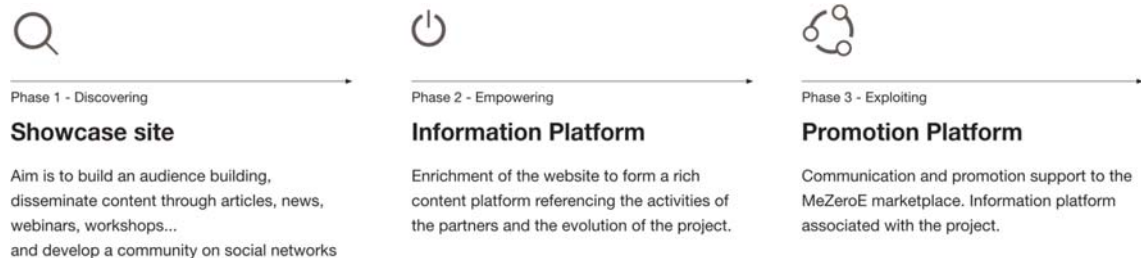 Phase 1 - Discovering
Showcase site
Aim is to build an audience building,
disseminate content through articles, news,
webinars, workshops...
and develop a community on social networks
Phase 2 - Empowering
Information Platform
Enrichment of the website to form a rich
content platform referencing the activities of
the partners and the evolution of the project.
Phase 3 - Exploiting
Promotion Platform
Communication and promotion support to the
MeZeroE marketplace. Information platform
associated with the project.